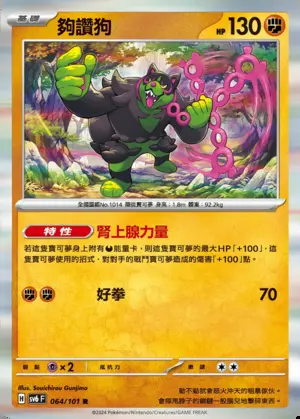 基礎 夠讚狗 HP 130
全國圖鑑No.1014 隨從寶可夢 身高：1.8m 體重：92.2kg
特性 腎上腺力量
若這隻寶可夢身上附有能量卡，則這隻寶可夢的最大HP「+100」，這
隻寶可夢使用的招式，對對手的戰鬥寶可夢造成的傷害「+100」點。
好拳 70
弱點 ×2 抵抗力 撤退
Illus. Souichirou Gunjima
H sv6 F 064/101 R
©2024 Pokémon/Nintendo/Creatures/GAME FREAK.